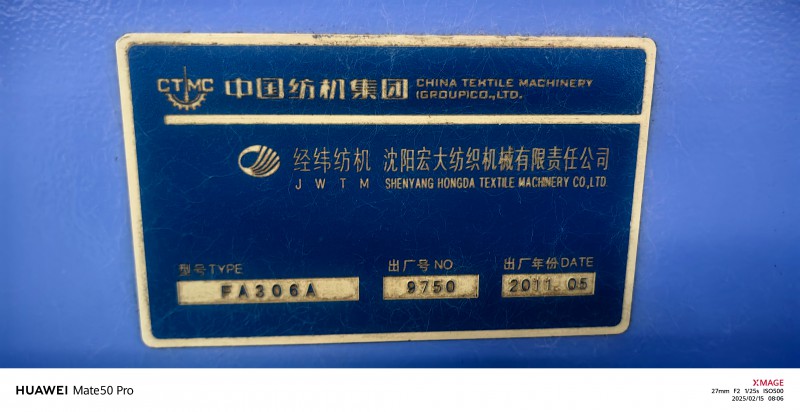 CTMC 中国纺机集团 CHINA TEXTILE MACHINERY
(GROUP)CO.,LTD.
经纬纺机 沈阳宏大纺织机械有限责任公司
JWTM SHENYANG HONGDA TEXTILE MACHINERY CO.,LTD.
型号TYPE 出厂号NO 出厂年份DATE
FA306A 9750 2011.05
HUAWEI Mate50 Pro
XMAGE
27mm F2 1/25s ISO500
2025/02/15 08:06